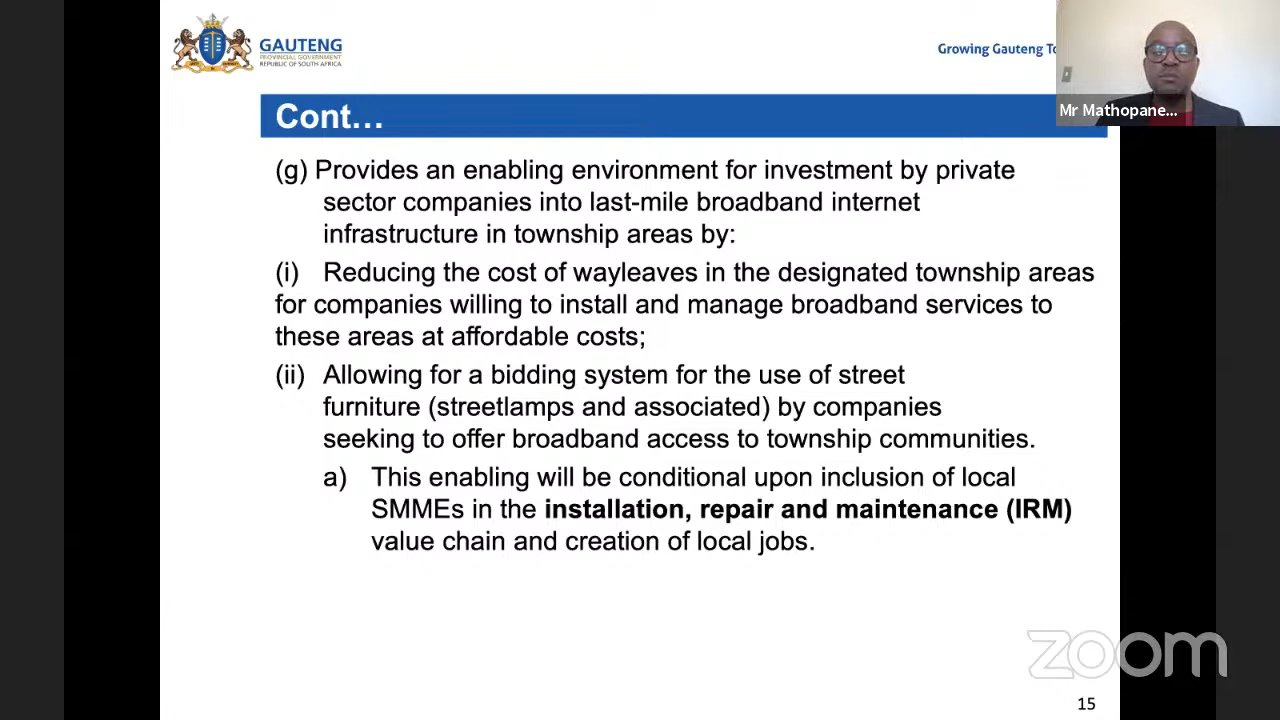 GAUTENG
PROVINCIAL GOVERNMENT
REPUBLIC OF SOUTH AFRICA
Growing Gauteng
Mr Mathopane...
Cont...
(g) Provides an enabling environment for investment by private
sector companies into last-mile broadband internet
infrastructure in township areas by:
(i) Reducing the cost of wayleaves in the designated township areas
for companies willing to install and manage broadband services to
these areas at affordable costs;
(ii) Allowing for a bidding system for the use of street
furniture (streetlamps and associated) by companies
seeking to offer broadband access to township communities.
a) This enabling will be conditional upon inclusion of local
SMMEs in the installation, repair and maintenance (IRM)
value chain and creation of local jobs.
zoom
15